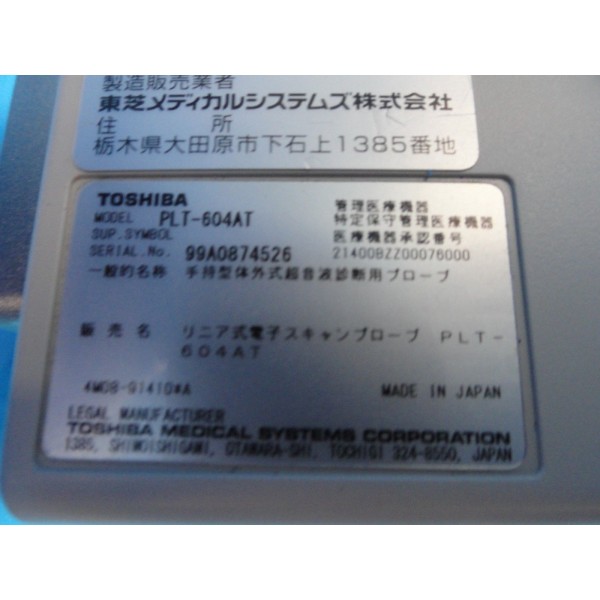 製造販売業者
東芝メディカルシステムズ株式会社
住 所
栃木県大田原市下石上1385番地
TOSHIBA
MODEL PLT-604AT
SUP.SYMBOL
SERIAL.No. 99A0874526
管理医療機器
特定保守管理医療機器
医療機器承認番号
21400BZZ00076000
一般的名称 手持型体外式超音波診断用プローブ
販売名 リニア式電子スキャンプローブ PLT-
604AT
4M08-91410*A
MADE IN JAPAN
LEGAL MANUFACTURER
TOSHIBA MEDICAL SYSTEMS CORPORATION
1385, SHIMOISHIGAMI, OTAWARA-SHI, TOCHIGI 324-8550, JAPAN